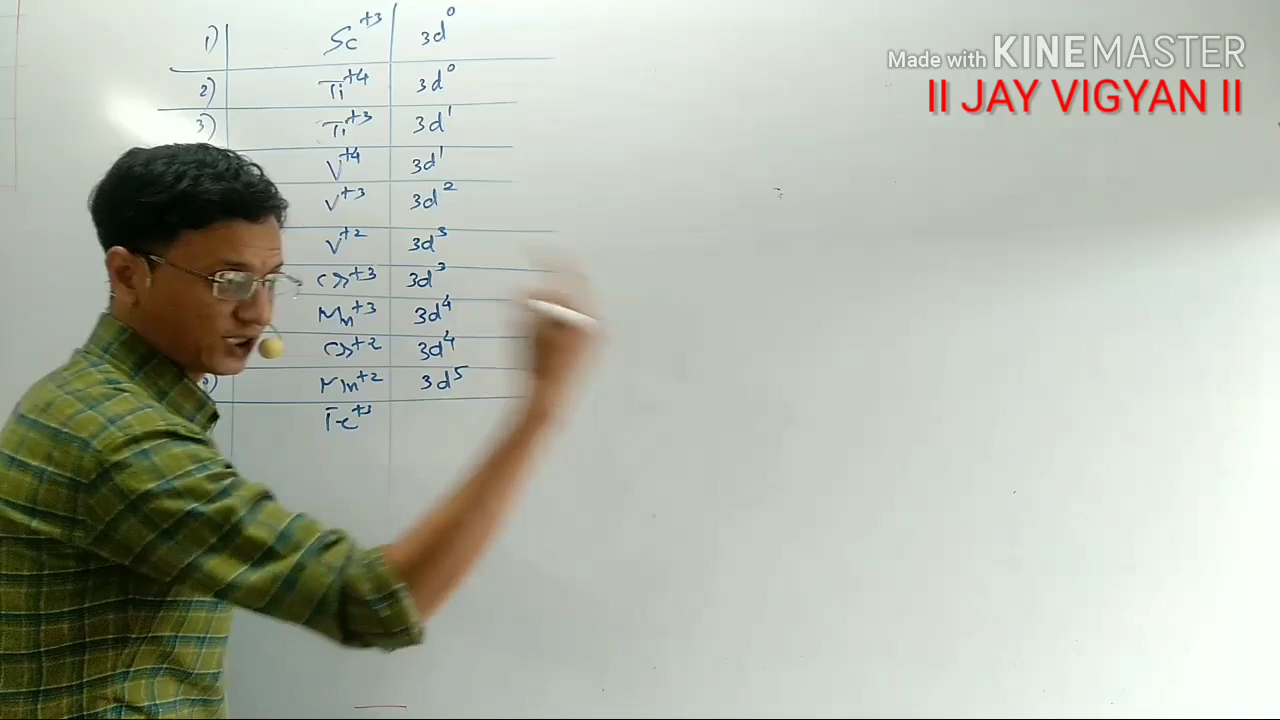 1) Sc+3 3d0
Made with KINEMASTER
II JAY VIGYAN II
2) Ti+4 3d0
3) Ti+3 3d1
V+4 3d1
V+3 3d2
V+2 3d3
Cr+3 3d3
Mn+3 3d4
Cr+2 3d4
Mn+2 3d5
Fe+3